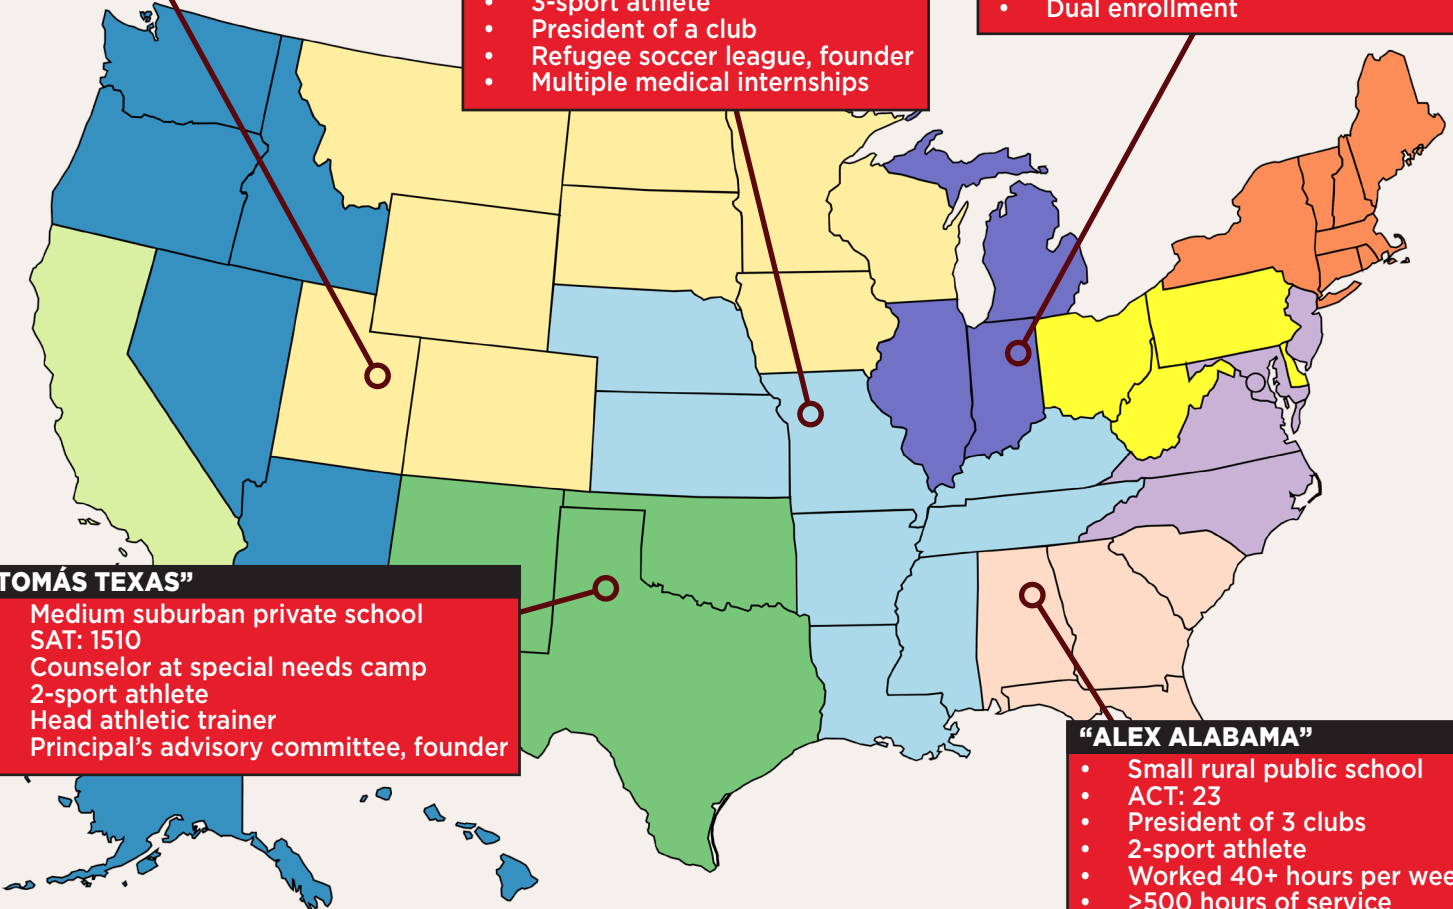 • 3-sport athlete
• President of a club
• Refugee soccer league, founder
• Multiple medical internships
• Dual enrollment
TOMÁS TEXAS”
Medium suburban private school
SAT: 1510
Counselor at special needs camp
2-sport athlete
Head athletic trainer
Principal’s advisory committee, founder
“ALEX ALABAMA”
• Small rural public school
• ACT: 23
• President of 3 clubs
• 2-sport athlete
• Worked 40+ hours per wee
• >500 hours of service